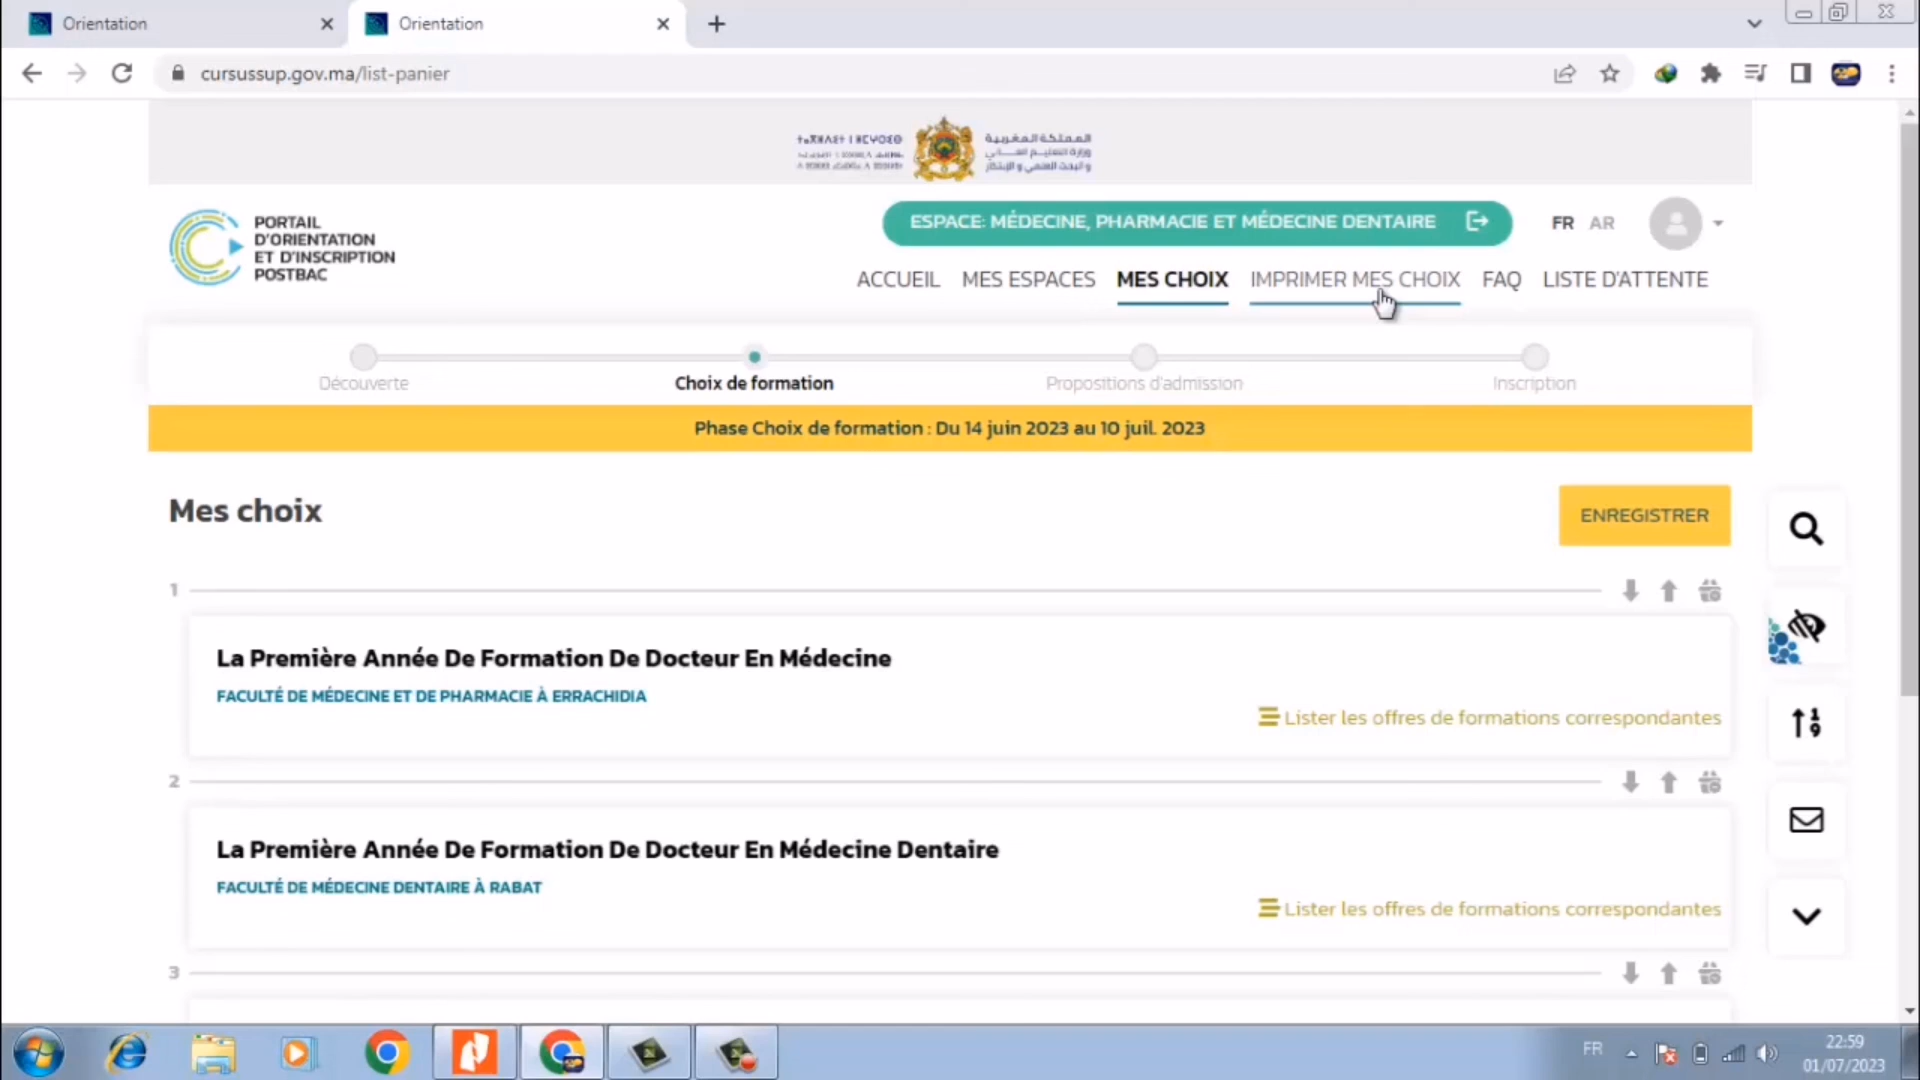 Orientation
Orientation
cursussup.gov.ma/list-panier
المملكة المغربية
PORTAIL
D'ORIENTATION
ET D'INSCRIPTION
POSTBAC
ESPACE: MÉDECINE, PHARMACIE ET MÉDECINE DENTAIRE
FR AR
ACCUEIL MES ESPACES MES CHOIX IMPRIMER MES CHOIX FAQ LISTE D'ATTENTE
Découverte Choix de formation Propositions d'admission Inscription
Phase Choix de formation : Du 14 juin 2023 au 10 juil. 2023
Mes choix
ENREGISTRER
1
La Première Année De Formation De Docteur En Médecine
FACULTÉ DE MÉDECINE ET DE PHARMACIE À ERRACHIDIA
Lister les offres de formations correspondantes
2
La Première Année De Formation De Docteur En Médecine Dentaire
FACULTÉ DE MÉDECINE DENTAIRE À RABAT
Lister les offres de formations correspondantes
3
FR
22:59
01/07/2023